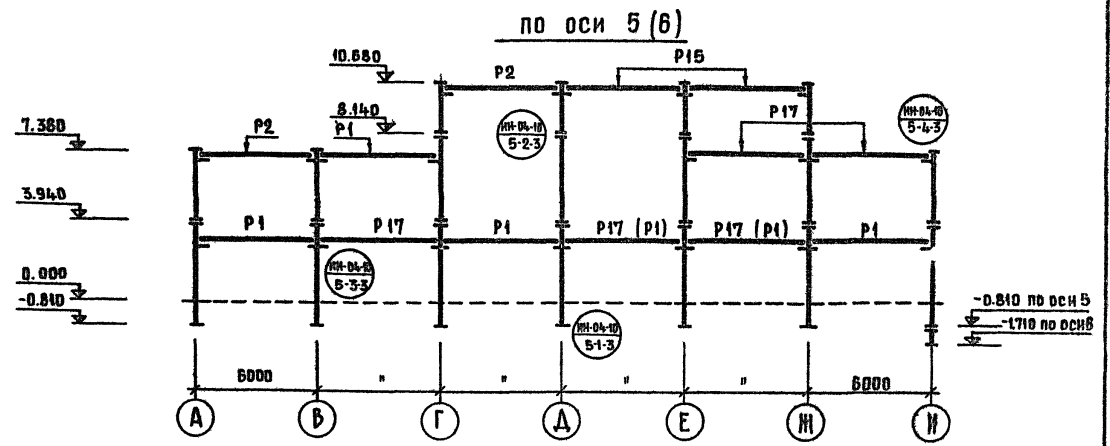 по оси 5 (6)
10.680
Р2
Р15
8.140
Р1
ИИ-04-10
5-2-3
Р17
ИИ-04-10
5-4-3
7.380
Р2
3.940
Р1
Р17
Р1
Р17 (Р1)
Р17 (Р1)
Р1
0.000
-0.810
ИИ-04-10
5-3-3
ИИ-04-10
5-1-3
-0.810 по оси 5
-1.710 по оси 6
6000
"
"
"
"
6000
А
В
Г
Д
Е
Ж
И